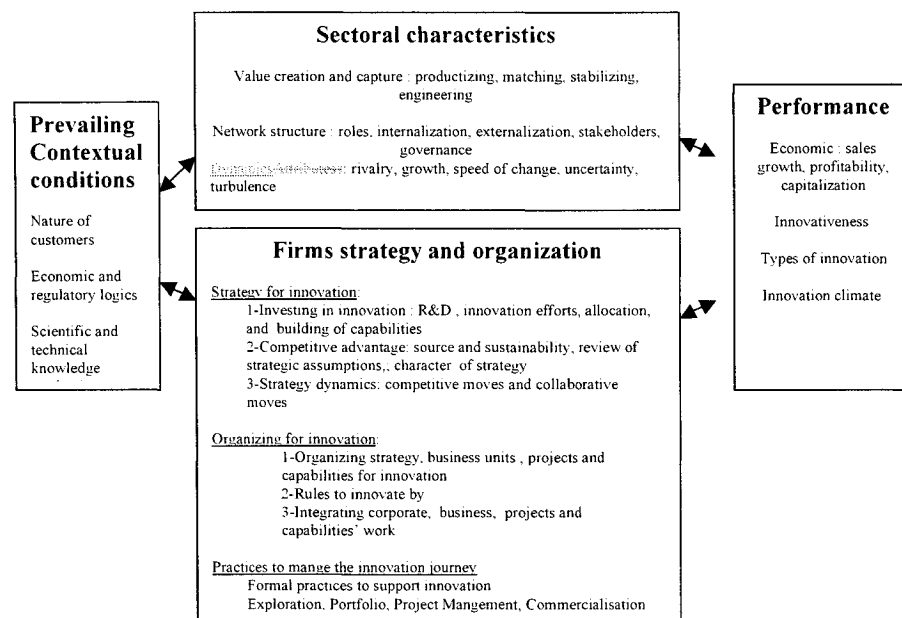 Sectoral characteristics
Value creation and capture : productizing, matching, stabilizing,
engineering
Network structure : roles, internalization, externalization, stakeholders,
governance
rivalry, growth, speed of change, uncertainty,
turbulence
Prevailing
Contextual
conditions
Nature of
customers
Economic and
regulatory logics
Scientific and
technical
knowledge
Firms strategy and organization
Strategy for innovation:
1-Investing in innovation : R&D , innovation efforts, allocation,
and building of capabilities
2-Competitive advantage: source and sustainability, review of
strategic assumptions,; character of strategy
3-Strategy dynamics: competitive moves and collaborative
moves
Organizing for innovation:
1-Organizing strategy, business units , projects and
capabilities for innovation
2-Rules to innovate by
3-Integrating corporate, business, projects and
capabilities' work
Practices to mange the innovation journey
Formal practices to support innovation
Exploration, Portfolio, Project Mangement, Commercialisation
Performance
Economic : sales
growth, profitability,
capitalization
Innovativeness
Types of innovation
Innovation climate